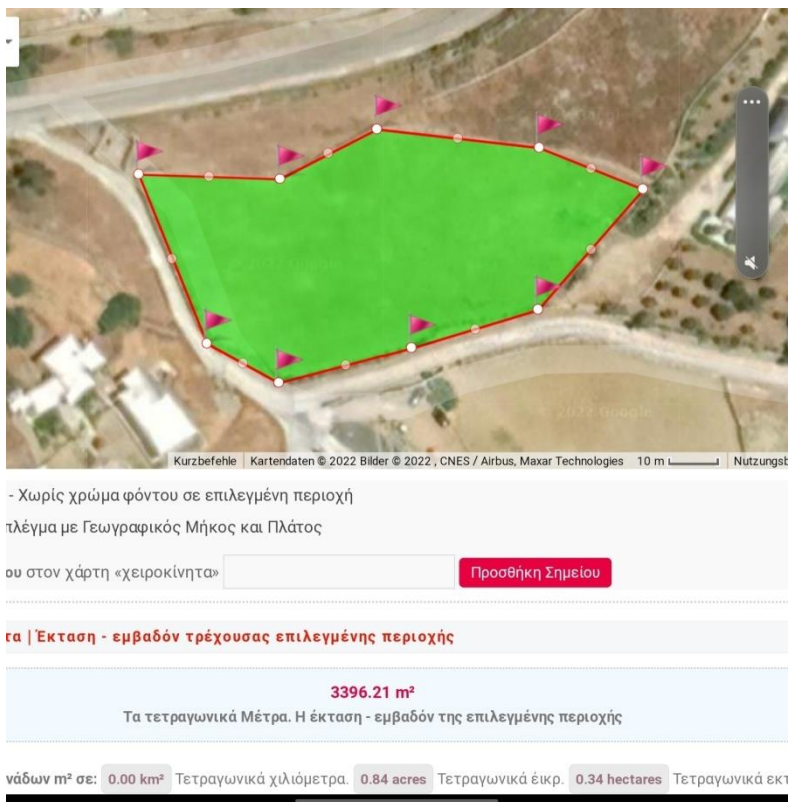 2022 Google
Kurzbefehle Kartendaten © 2022 Bilder © 2022 , CNES / Airbus, Maxar Technologies 10 m Nutzungsb
- Χωρίς χρώμα φόντου σε επιλεγμένη περιοχή
πλέγμα με Γεωγραφικός Μήκος και Πλάτος
ου στον χάρτη «χειροκίνητα» Προσθήκη Σημείου
τα | Έκταση - εμβαδόν τρέχουσας επιλεγμένης περιοχής
3396.21 m²
Τα τετραγωνικά Μέτρα. Η έκταση - εμβαδόν της επιλεγμένης περιοχής
νάδων m² σε: 0.00 km² Τετραγωνικά χιλιόμετρα. 0.84 acres Τετραγωνικά έικρ. 0.34 hectares Τετραγωνικά εκτ